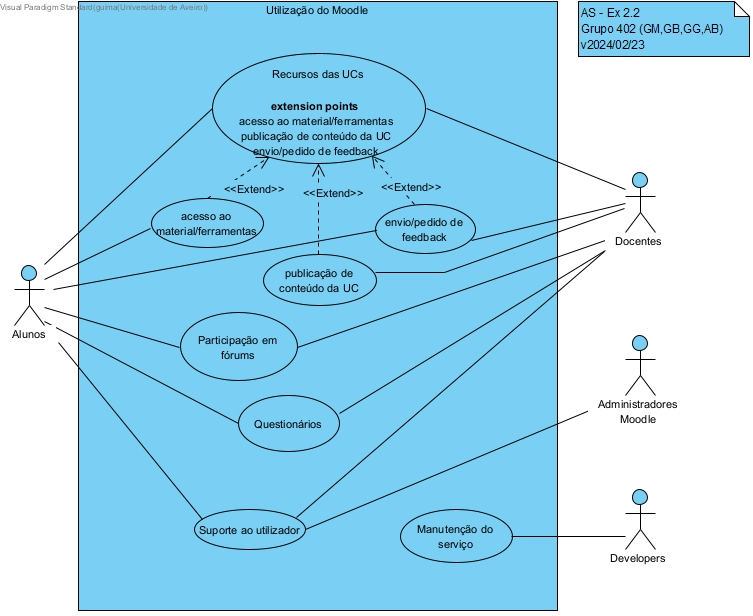 Visual Paradigm Standard(guima(Universidade de Aveiro))
Utilização do Moodle
AS - Ex 2.2
Grupo 402 (GM,GB,GG,AB)
v2024/02/23
Recursos das UCs
extension points
acesso ao material/ferramentas
publicação de conteúdo da UC
envio/pedido de feedback
<<Extend>>
<<Extend>>
<<Extend>>
acesso ao
material/ferramentas
envio/pedido de
feedback
Docentes
publicação de
conteúdo da UC
Alunos
Participação em
fórums
Administradores
Moodle
Questionários
Suporte ao utilizador
Manutenção do
serviço
Developers